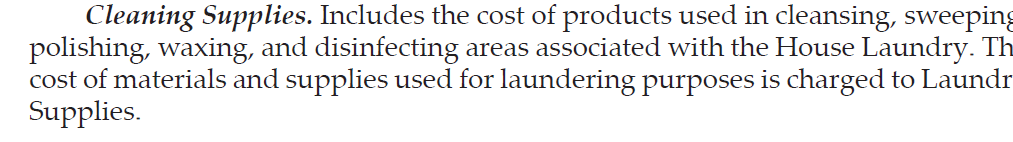 Cleaning Supplies. Includes the cost of products used in cleansing, sweeping
polishing, waxing, and disinfecting areas associated with the House Laundry. Th
cost of materials and supplies used for laundering purposes is charged to Laundr
Supplies.